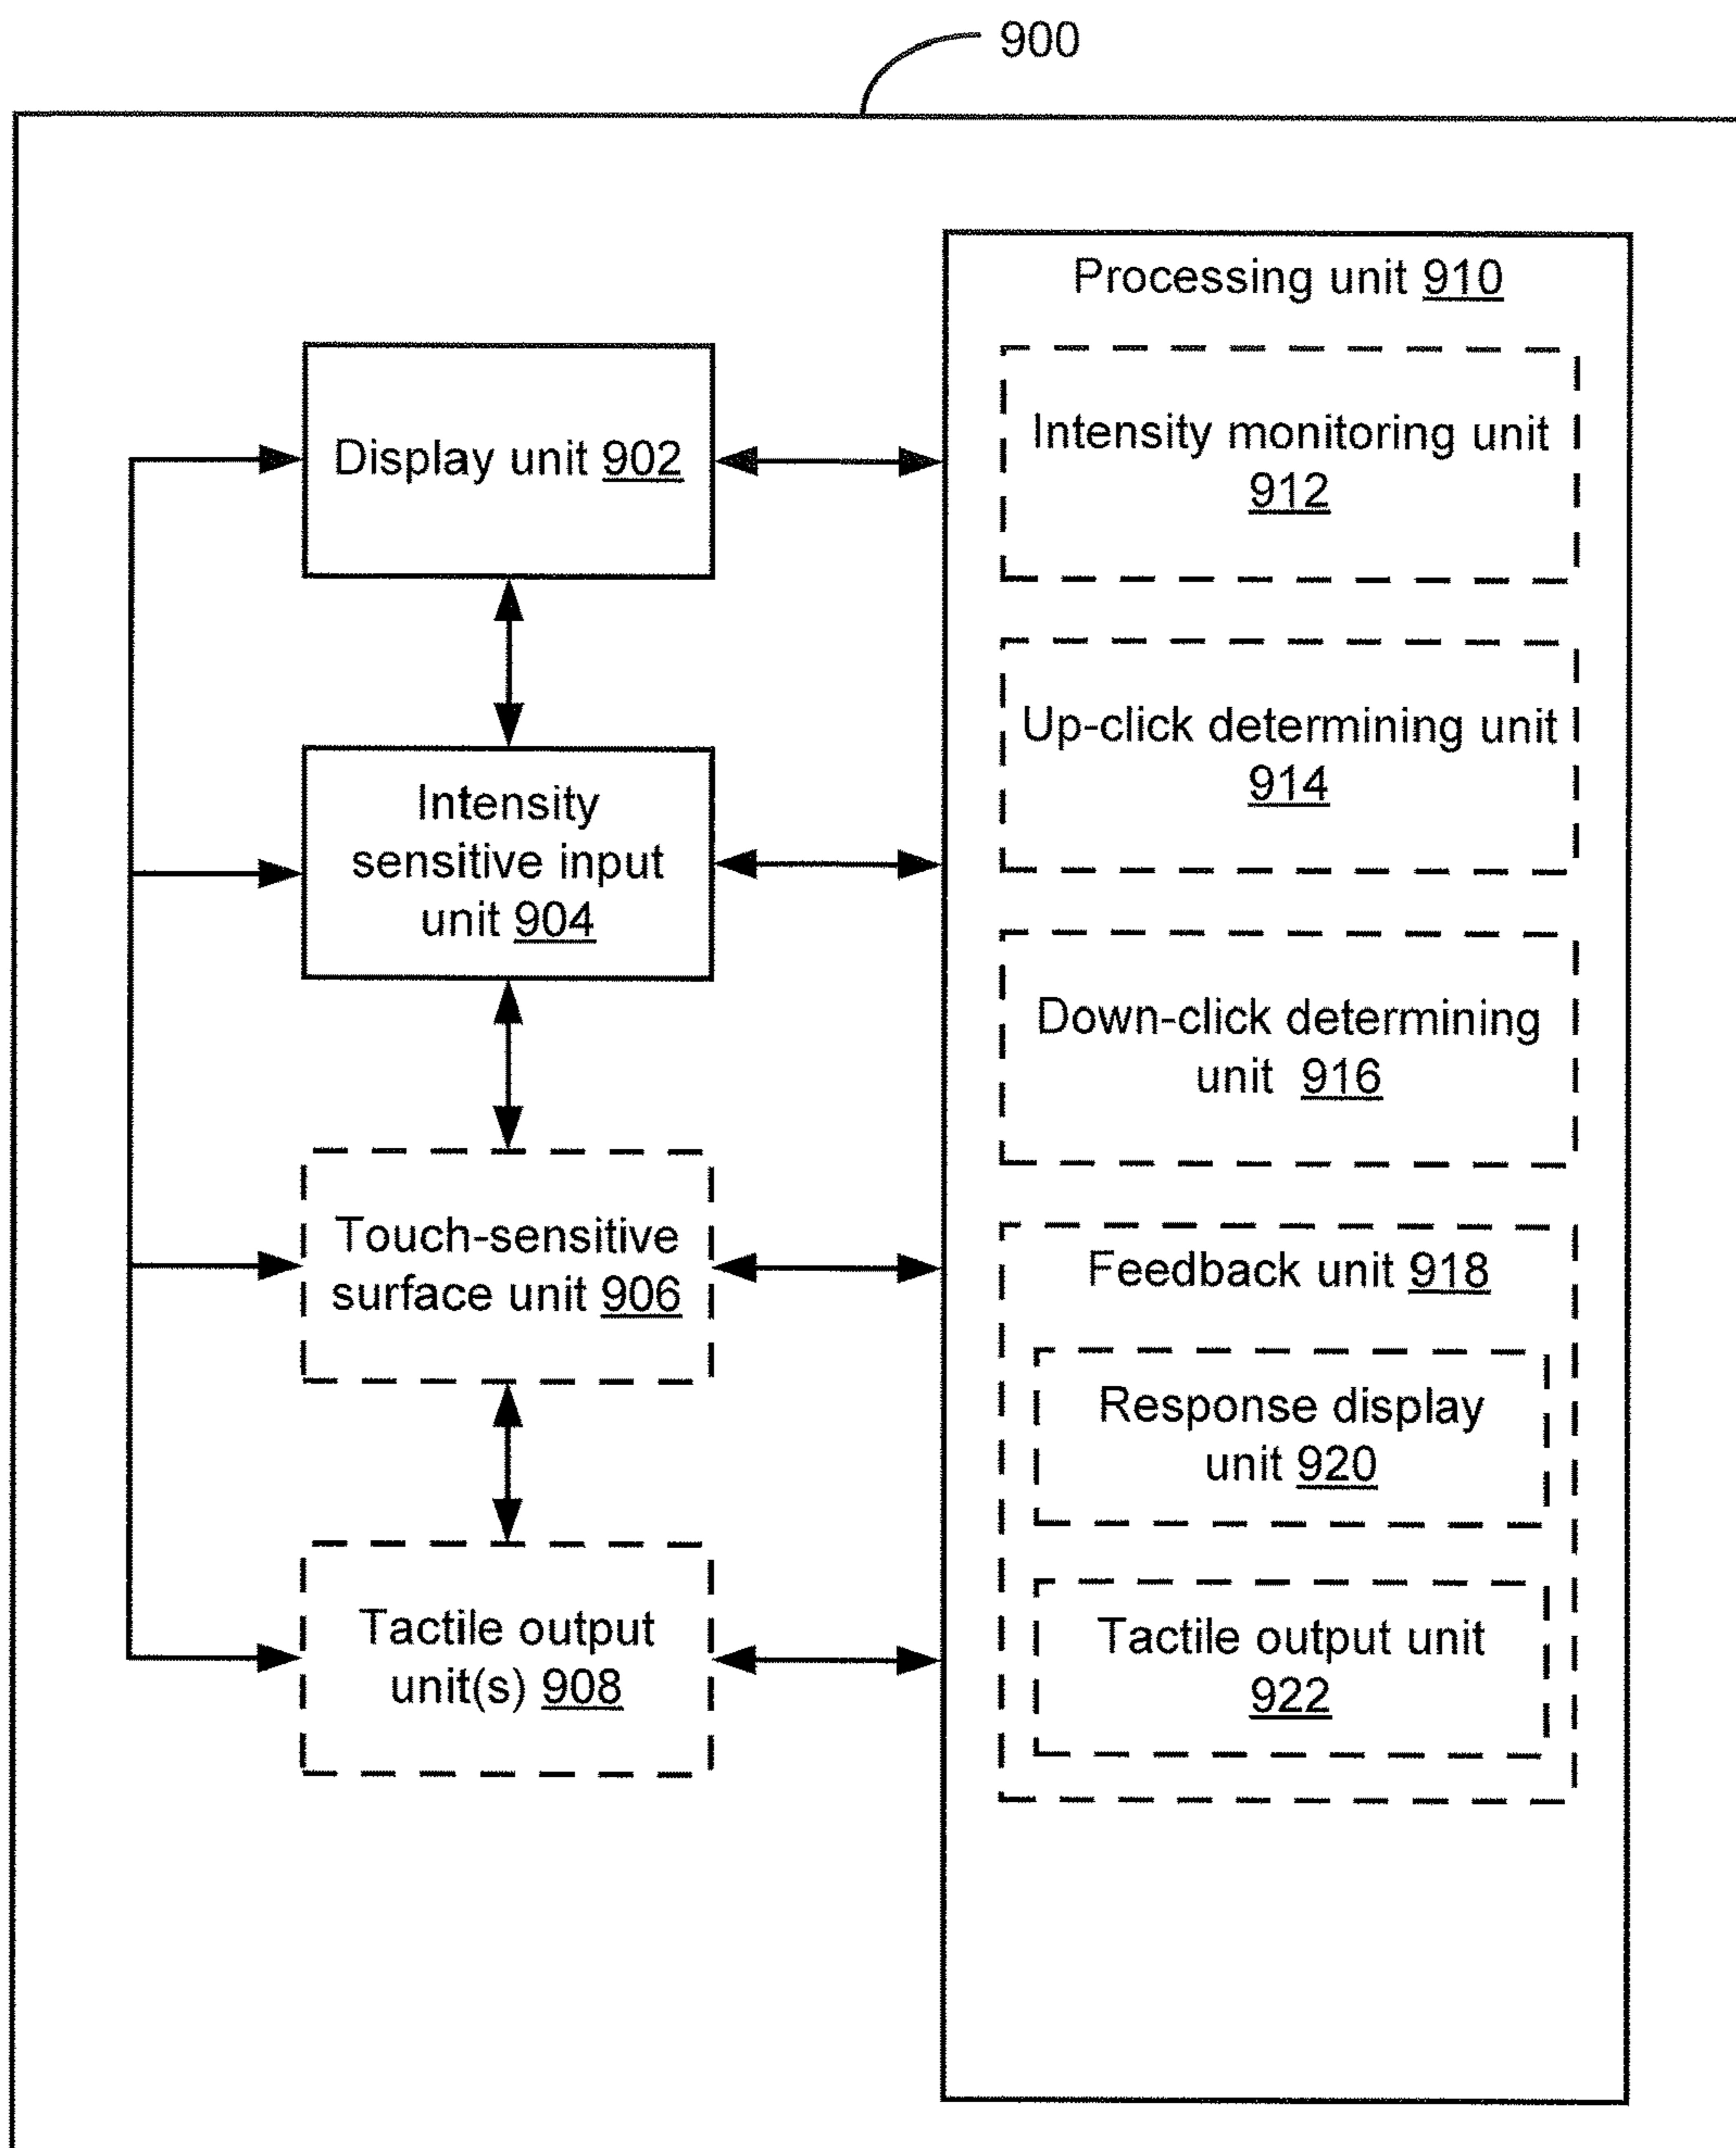 900
Processing unit 910
Display unit 902
Intensity
sensitive input
unit 904
Touch-sensitive
surface unit 906
Tactile output
unit(s) 908
Intensity monitoring unit
912
Up-click determining unit
914
Down-click determining
unit 916
Feedback unit 918
Response display
unit 920
Tactile output unit
922